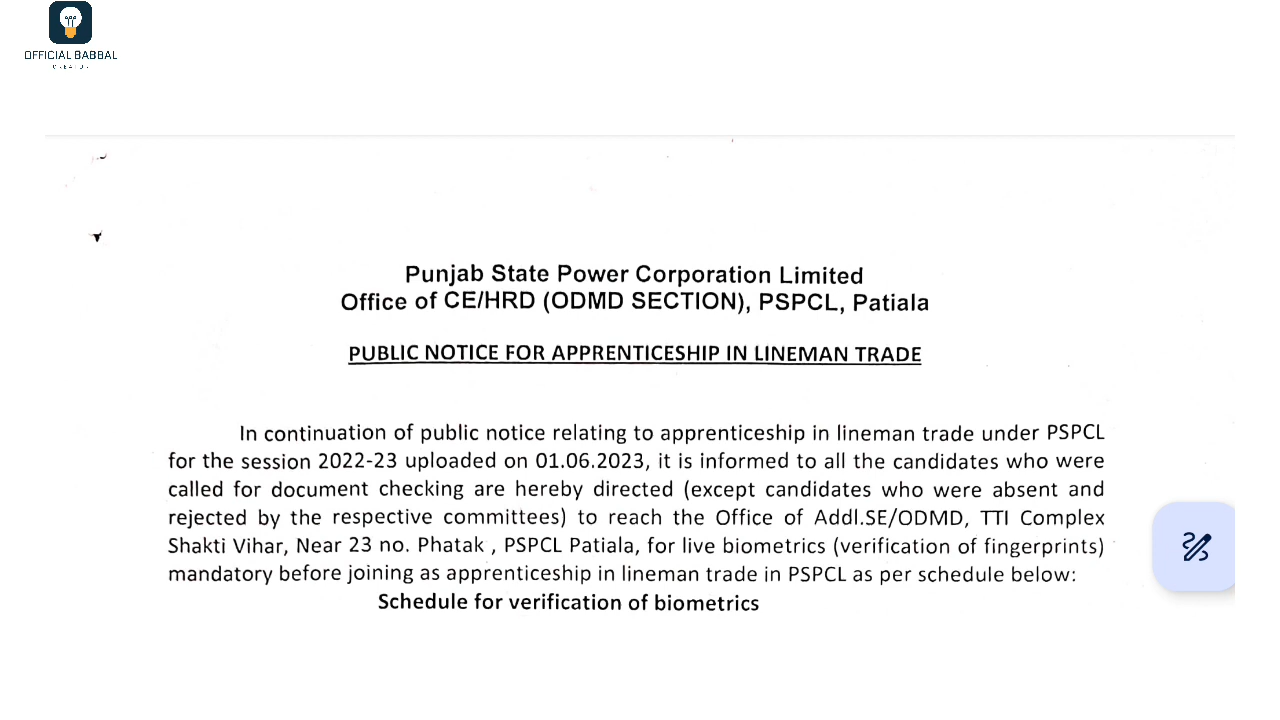 OFFICIAL BABBAL
CREATOR
Punjab State Power Corporation Limited
Office of CE/HRD (ODMD SECTION), PSPCL, Patiala
PUBLIC NOTICE FOR APPRENTICESHIP IN LINEMAN TRADE
In continuation of public notice relating to apprenticeship in lineman trade under PSPCL
for the session 2022-23 uploaded on 01.06.2023, it is informed to all the candidates who were
called for document checking are hereby directed (except candidates who were absent and
rejected by the respective committees) to reach the Office of Addl.SE/ODMD, TTI Complex
Shakti Vihar, Near 23 no. Phatak , PSPCL Patiala, for live biometrics (verification of fingerprints)
mandatory before joining as apprenticeship in lineman trade in PSPCL as per schedule below:
Schedule for verification of biometrics